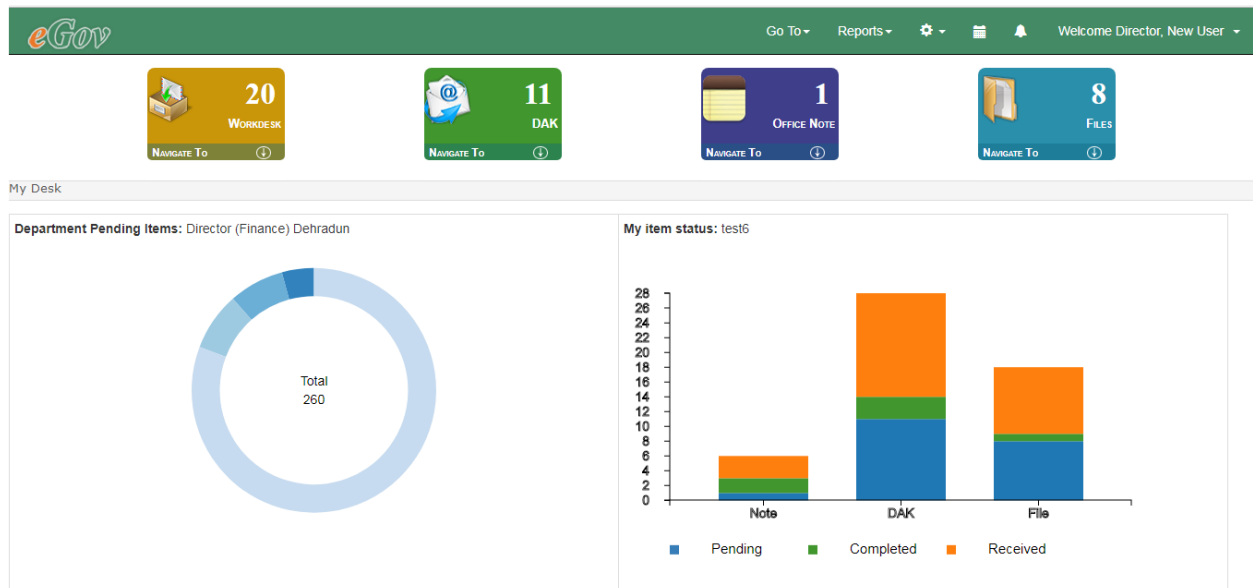 eGov
Go To Reports Welcome Director, New User
20
Workdesk
Navigate To
11
DAK
Navigate To
1
Office Note
Navigate To
8
Files
Navigate To
My Desk
Department Pending Items: Director (Finance) Dehradun
Total
260
My item status: test6
28
26
24
22
20
18
16
14
12
10
8
6
4
2
0
Note DAK File
Pending Completed Received